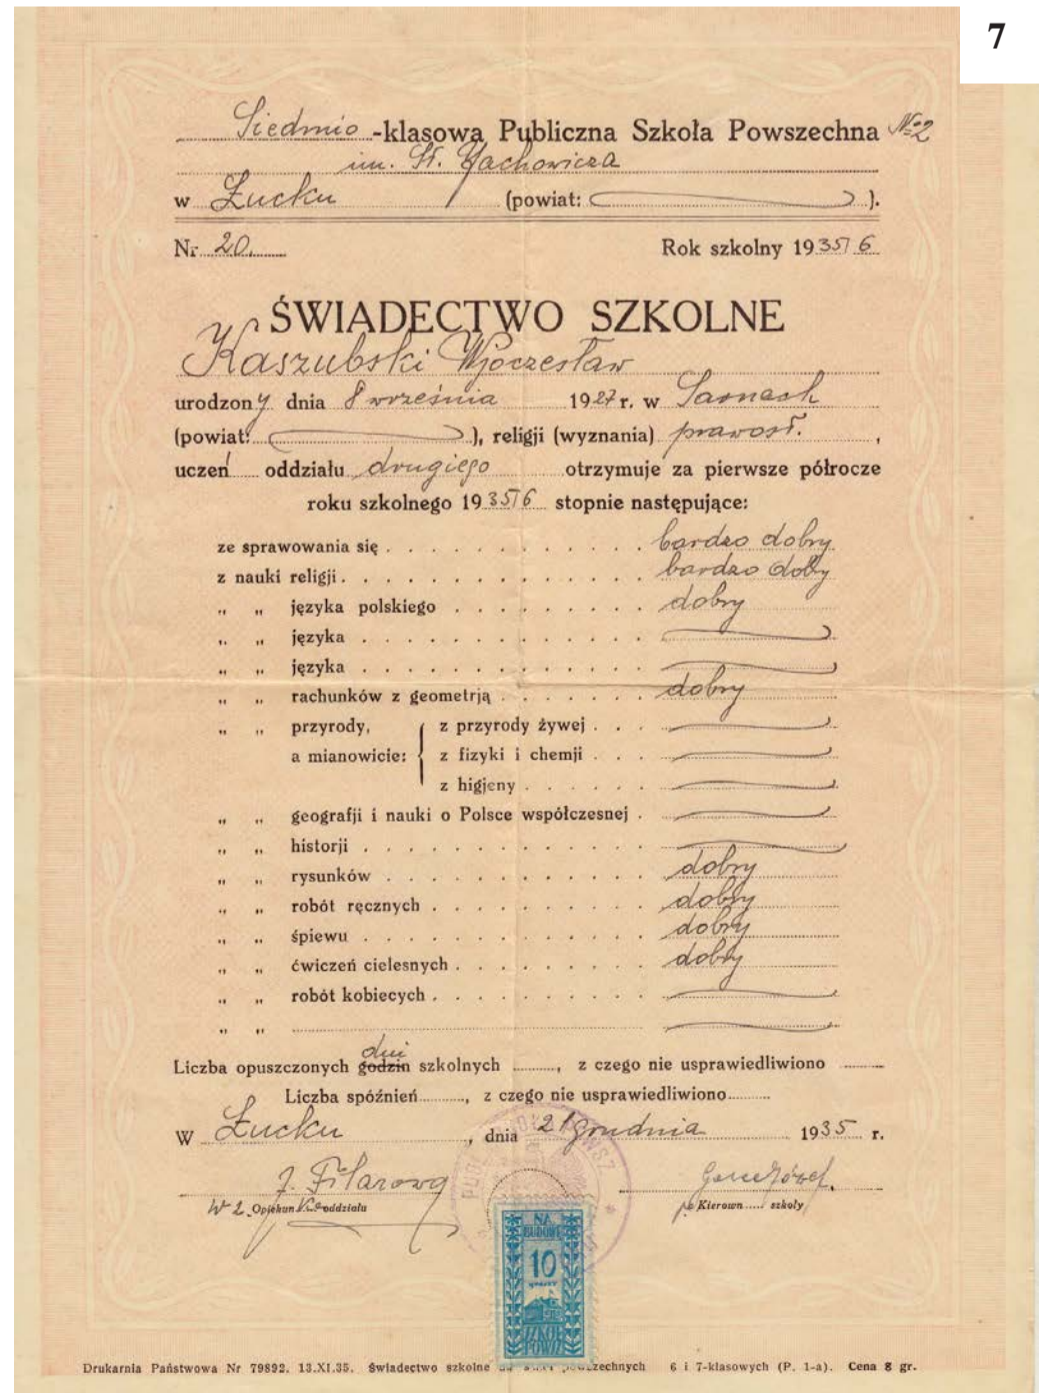 7
Siedmio-klasowa Publiczna Szkoła Powszechna № 2
im. St. Jachowicza
w Łucku (powiat: ).
Nr 20. Rok szkolny 1935/6
ŚWIADECTWO SZKOLNE
Kaszubski Wjaczesław
urodzony dnia 8 września 1927 r. w Sarnach
(powiat: ), religji (wyznania) prawosł. ,
uczeń oddziału drugiego otrzymuje za pierwsze półrocze
roku szkolnego 1935/6 stopnie następujące:
ze sprawowania się . . . . . . . . . . . . . bardzo dobry
z nauki religji . . . . . . . . . . . . . . bardzo dobry
„ „ języka polskiego . . . . . . . . . dobry
„ „ języka . . . . . . . . . . . . .
„ „ języka . . . . . . . . . . . . .
„ „ rachunków z geometrją . . . . . . . dobry
„ „ przyrody, z przyrody żywej . . .
a mianowicie: z fizyki i chemji . . .
z higjeny . . . . . .
„ „ geografji i nauki o Polsce współczesnej .
„ „ historji . . . . . . . . . . . . .
„ „ rysunków . . . . . . . . . . . . dobry
„ „ robót ręcznych . . . . . . . . . . dobry
„ „ śpiewu . . . . . . . . . . . . . dobry
„ „ ćwiczeń cielesnych . . . . . . . . . dobry
„ „ robót kobiecych . . . . . . . . . .
„ „
dni
Liczba opuszczonych godzin szkolnych , z czego nie usprawiedliwiono
Liczba spóźnień , z czego nie usprawiedliwiono
W Łucku , dnia 21 grudnia 1935 r.
J. Filarowa
Opiekun oddziału Kierown szkoły
NA
BUDOWĘ
10
GROSZY
SZKÓŁ
POWSZ
Drukarnia Państwowa Nr 79892. 13.XI.35. Świadectwo szkolne 6 i 7-klasowych (P. 1-a). Cena 8 gr.